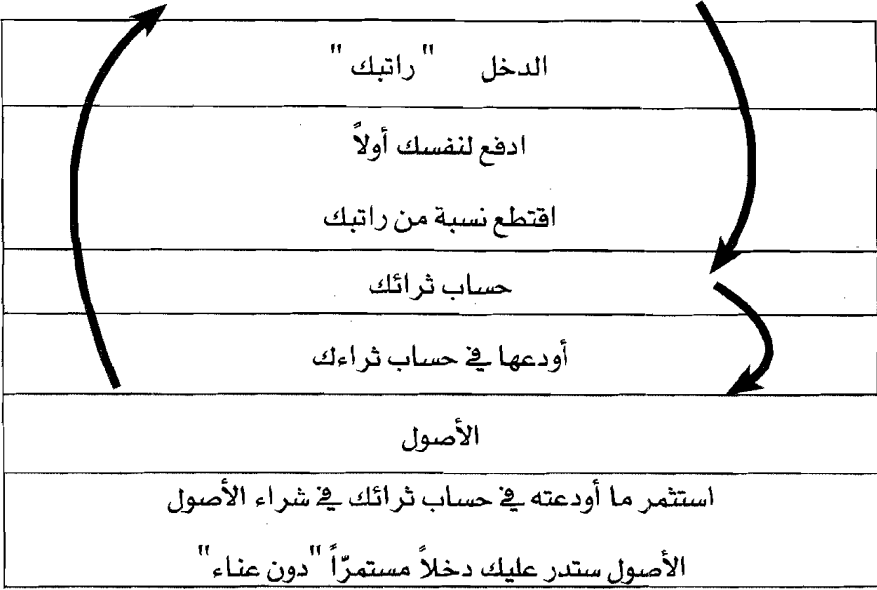 الدخل " راتبك "
ادفع لنفسك أولاً
اقتطع نسبة من راتبك
حساب ثرائك
أودعها في حساب ثراءك
الأصول
استثمر ما أودعته في حساب ثرائك في شراء الأصول
الأصول ستدر عليك دخلاً مستمرّاً "دون عناء"